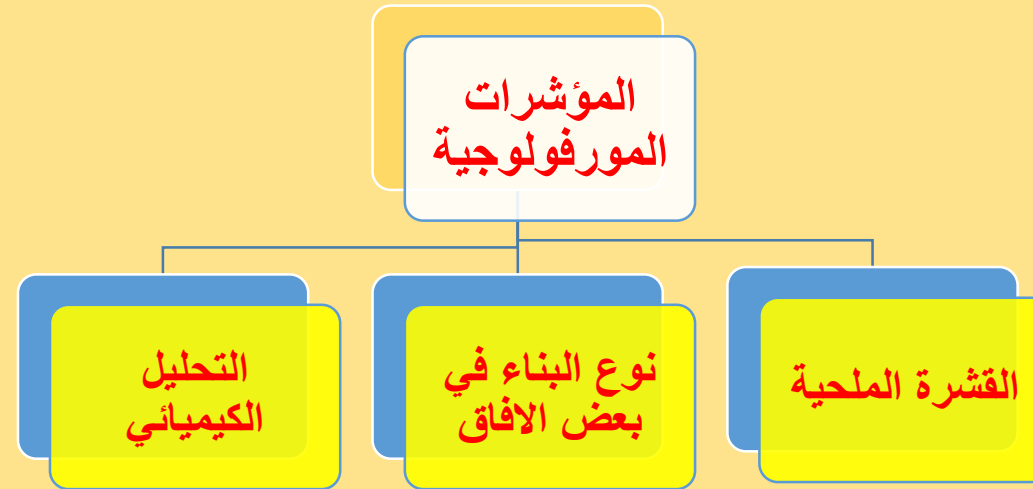 المؤشرات
المورفولوجية
القشرة الملحية
نوع البناء في
بعض الافاق
التحليل
الكيميائي